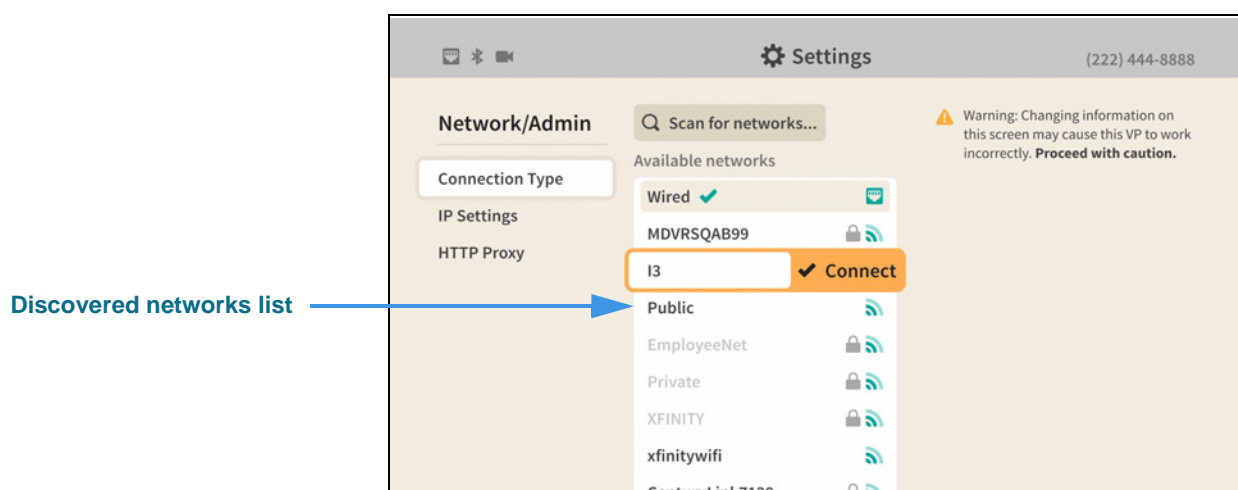 Settings
(222) 444-8888
Network/Admin
Connection Type
IP Settings
HTTP Proxy
Scan for networks...
Available networks
Wired
MDVRSQAB99
I3
Connect
Public
EmployeeNet
Private
XFINITY
xfinitywifi
Warning: Changing information on
this screen may cause this VP to work
incorrectly. Proceed with caution.
Discovered networks list